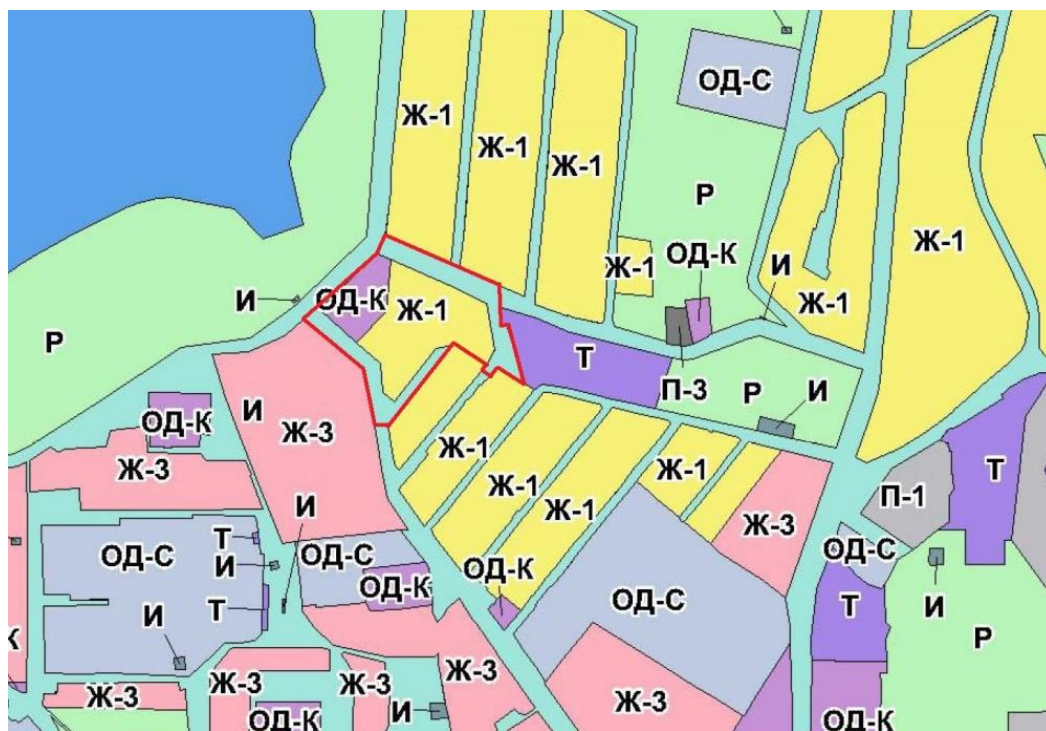 ОД-С
Ж-1
Ж-1
Ж-1
Р
Ж-1
ОД-К
Ж-1
И
И
ОД-К
Ж-1
Ж-1
Р
Т
П-3
Р
И
ОД-К
И
Ж-3
Ж-1
Ж-1
Т
Ж-3
Ж-1
П-1
И
Ж-1
Ж-3
Т
ОД-С
ОД-С
ОД-С
И
ОД-К
ОД-К
ОД-С
И
Т
Т
И
Р
К
Ж-3
Ж-3
Ж-3
Ж-3
Ж-3
И
ОД-К
ОД-К